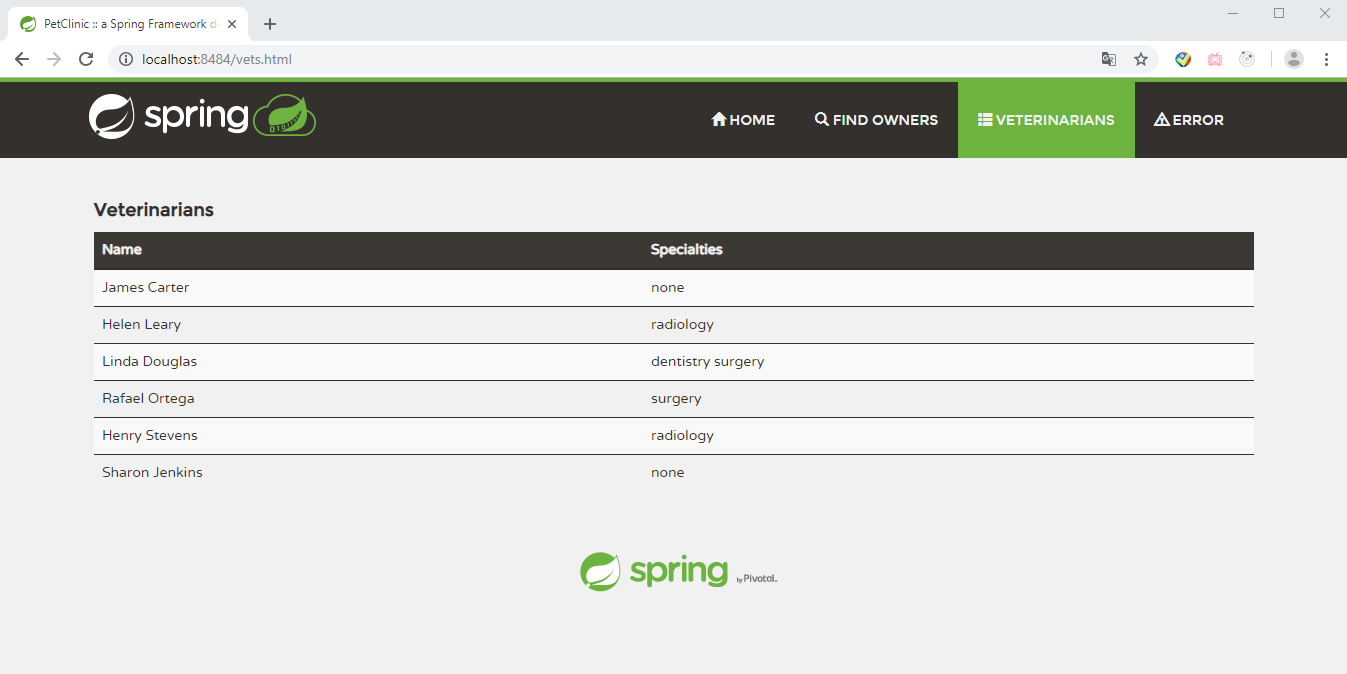 PetClinic :: a Spring Framework d
localhost:8484/vets.html
spring
HOME FIND OWNERS VETERINARIANS ERROR
Veterinarians
Name Specialties
James Carter none
Helen Leary radiology
Linda Douglas dentistry surgery
Rafael Ortega surgery
Henry Stevens radiology
Sharon Jenkins none
spring by Pivotal.